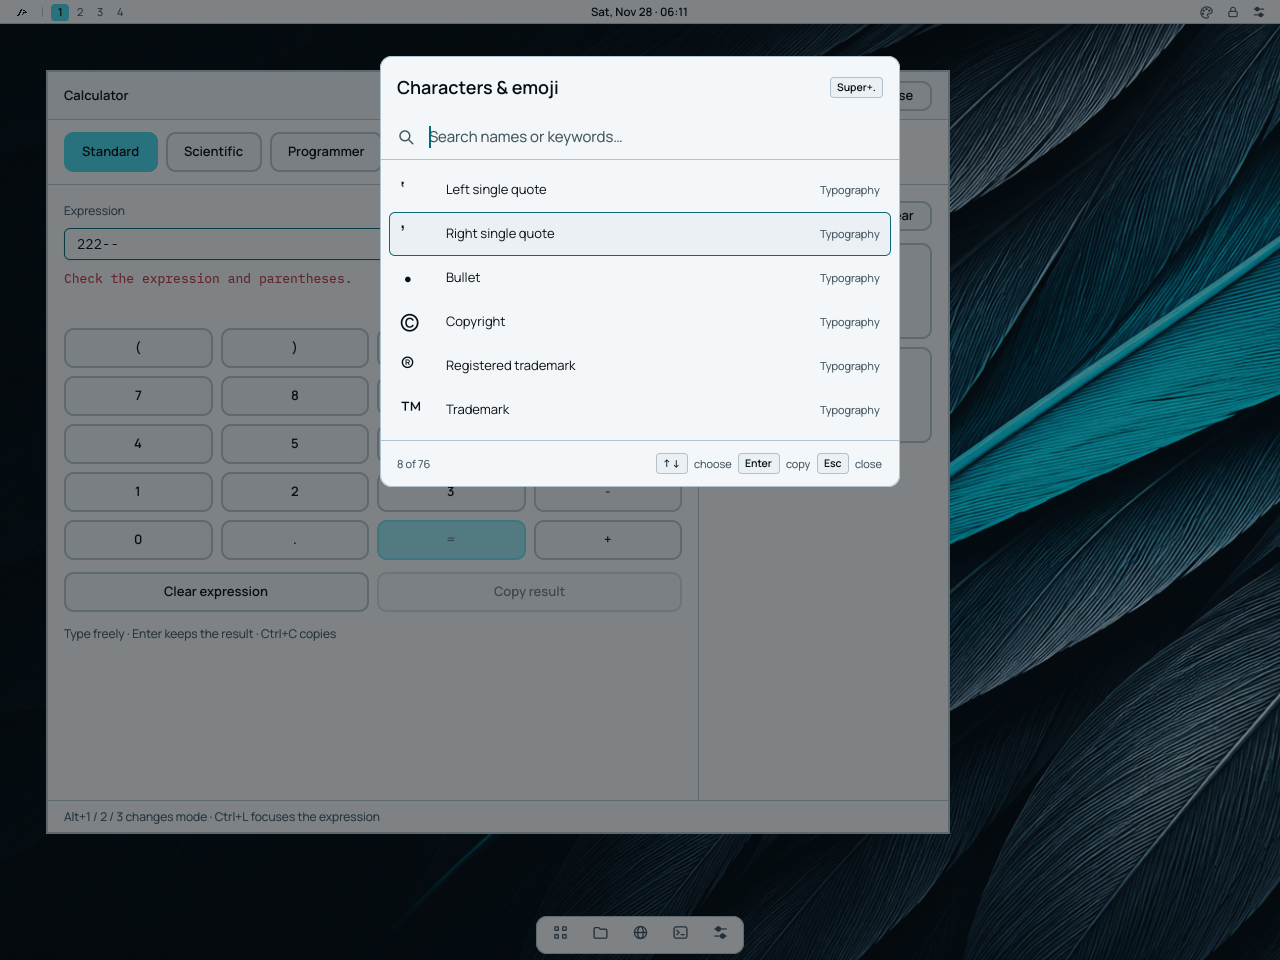 1 2 3 4
Sat, Nov 28 · 06:11
Calculator
se
Standard
Scientific
Programmer
Expression
ear
222--
Check the expression and parentheses.
( )
7 8
4 5
1 2 3 -
0 . = +
Clear expression
Copy result
Type freely · Enter keeps the result · Ctrl+C copies
Alt+1 / 2 / 3 changes mode · Ctrl+L focuses the expression
Characters & emoji
Super+.
Search names or keywords...
‘ Left single quote Typography
’ Right single quote Typography
• Bullet Typography
© Copyright Typography
® Registered trademark Typography
™ Trademark Typography
8 of 76
↑↓ choose Enter copy Esc close